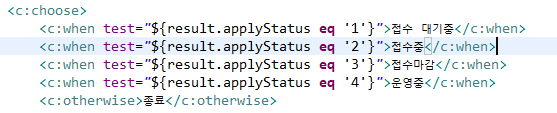 <c:choose>
<c:when test="${result.applyStatus eq '1'}">접수 대기중</c:when>
<c:when test="${result.applyStatus eq '2'}">접수중</c:when>
<c:when test="${result.applyStatus eq '3'}">접수마감</c:when>
<c:when test="${result.applyStatus eq '4'}">운영중</c:when>
<c:otherwise>종료</c:otherwise>